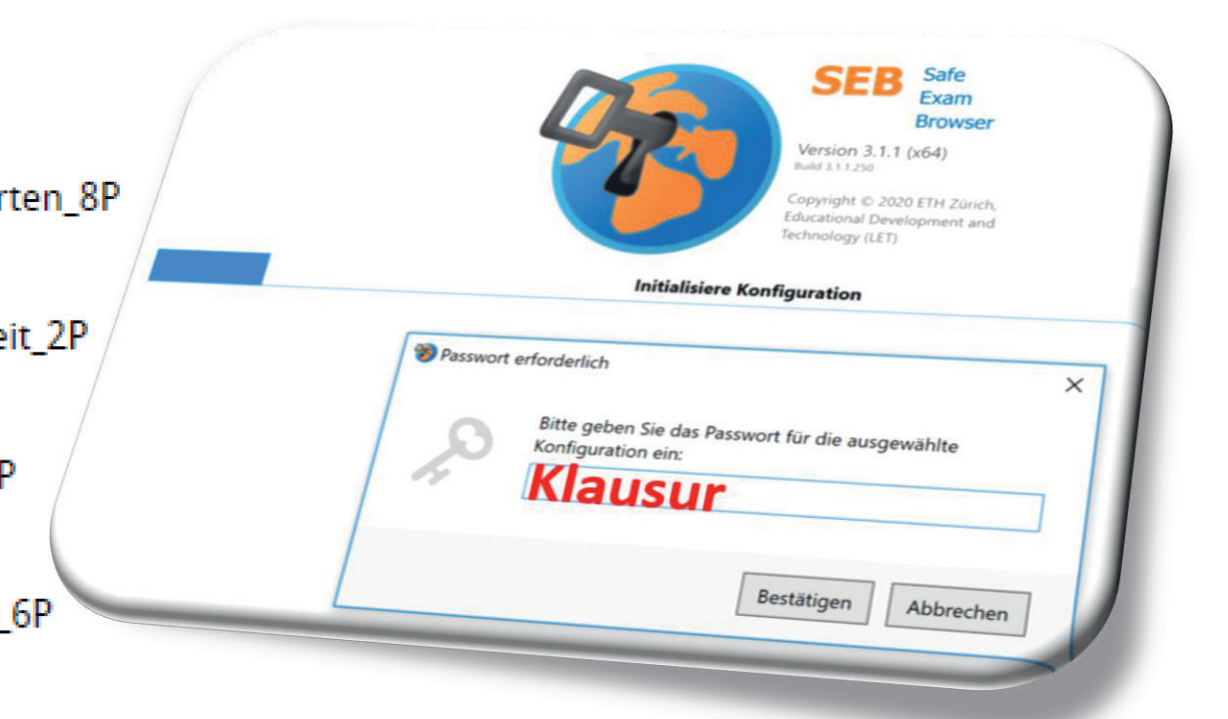 SEB Safe
Exam
Browser
Version 3.1.1 (x64)
Build 3.1.1.250
Copyright © 2020 ETH Zürich,
Educational Development and
Technology (LET)
rten_8P
Initialisiere Konfiguration
eit_2P
Passwort erforderlich
Bitte geben Sie das Passwort für die ausgewählte
Konfiguration ein:
Klausur
P
_6P
Bestätigen Abbrechen